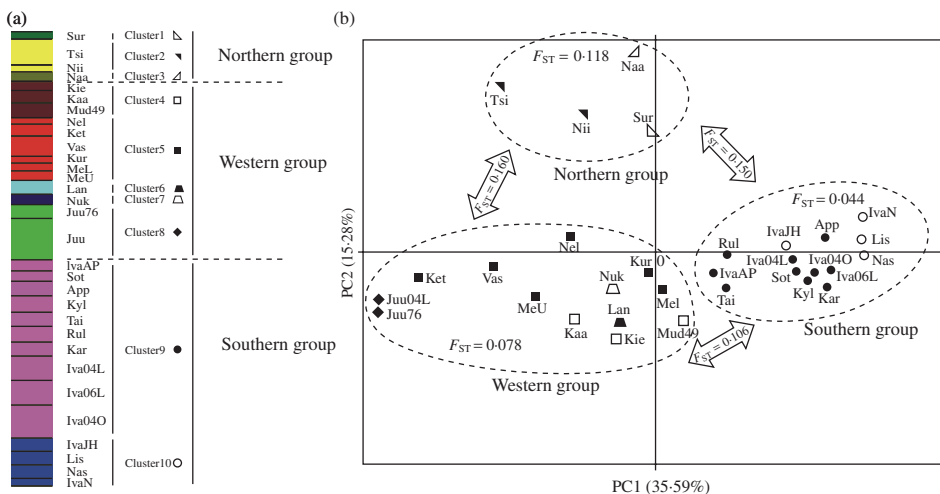 (a)
Sur
Tsi
Nii
Naa
Kie
Kaa
Mud49
Nel
Ket
Vas
Kur
MeL
MeU
Lan
Nuk
Juu76
Juu
IvaAP
Sot
App
Kyl
Tai
Rul
Kar
Iva04L
Iva06L
Iva04O
IvaJH
Lis
Nas
IvaN
Cluster1
Cluster2
Cluster3
Cluster4
Cluster5
Cluster6
Cluster7
Cluster8
Cluster9
Cluster10
Northern group
Western group
Southern group
(b)
PC2 (15·28%)
PC1 (35·59%)
FST = 0·118
Naa
Tsi
Nii
Sur
Northern group
FST = 0·160
FST = 0·150
FST = 0·044
IvaN
App
IvaJH
Lis
Rul
Nas
Iva04L
Iva04O
IvaAP
Sot
Iva06L
Kyl
Kar
Tai
Southern group
FST = 0·106
Nel
Kur 0
Ket
Vas
Nuk
Mel
Juu04L
Juu76
MeU
Lan
Kaa
Kie
Mud49
FST = 0·078
Western group